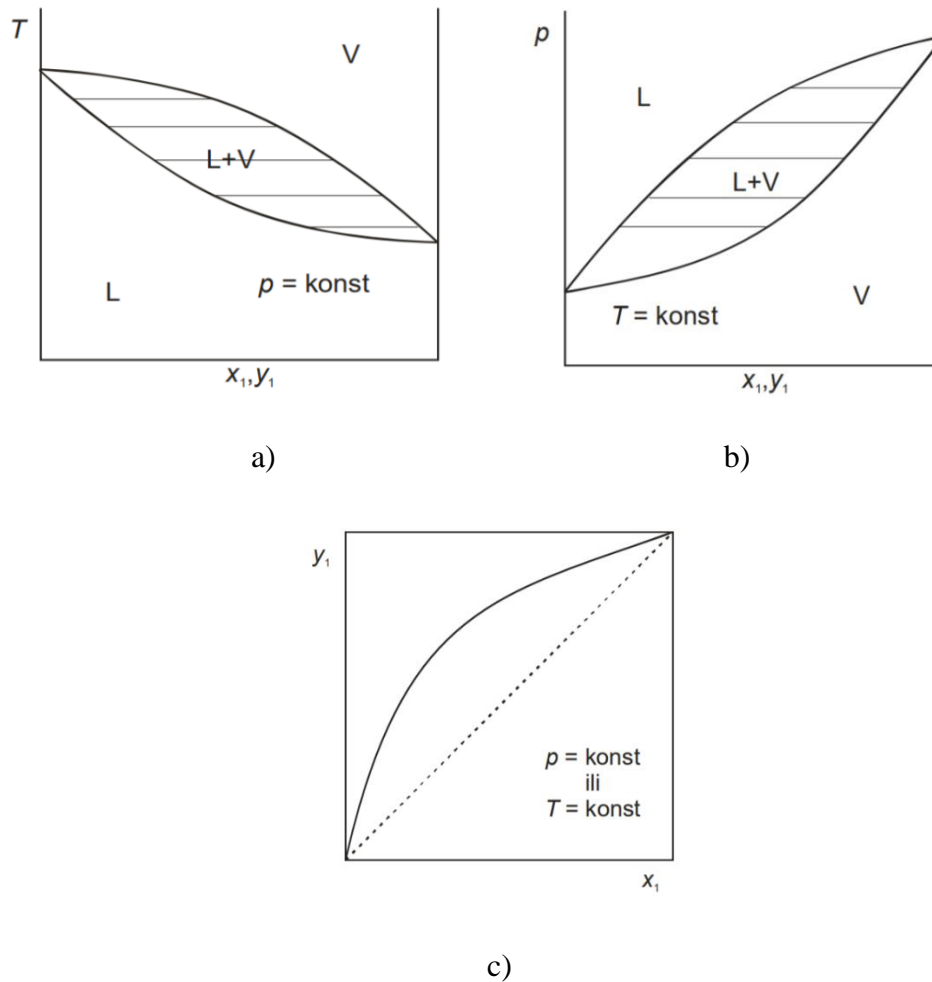 T
V
L+V
L
p = konst
x₁,y₁
a)
p
L
L+V
V
T = konst
x₁,y₁
b)
y₁
p = konst
ili
T = konst
x₁
c)